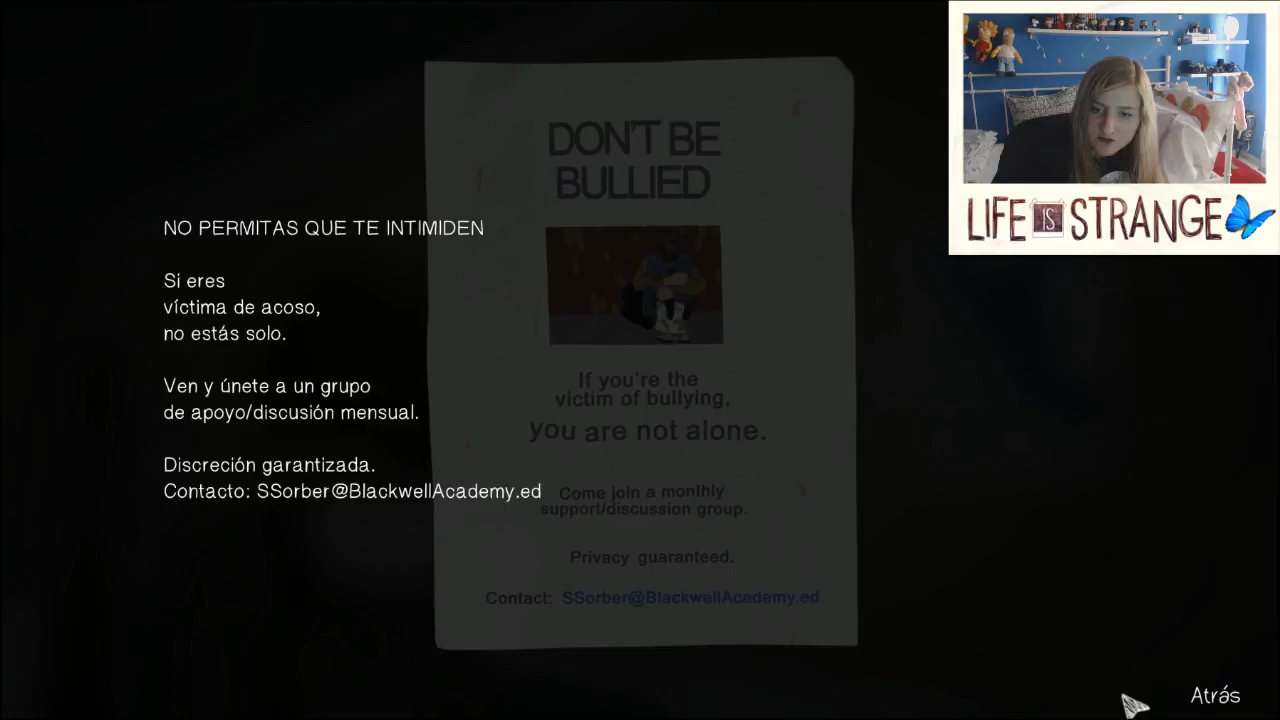 NO PERMITAS QUE TE INTIMIDEN
Si eres
víctima de acoso,
no estás solo.
Ven y únete a un grupo
de apoyo/discusión mensual.
Discreción garantizada.
Contacto: SSorber@BlackwellAcademy.ed
DON'T BE
BULLIED
If you're the
victim of bullying,
you are not alone.
Come join a monthly
support/discussion group.
Privacy guaranteed.
Contact: SSorber@BlackwellAcademy.ed
LIFE IS STRANGE
Atrás